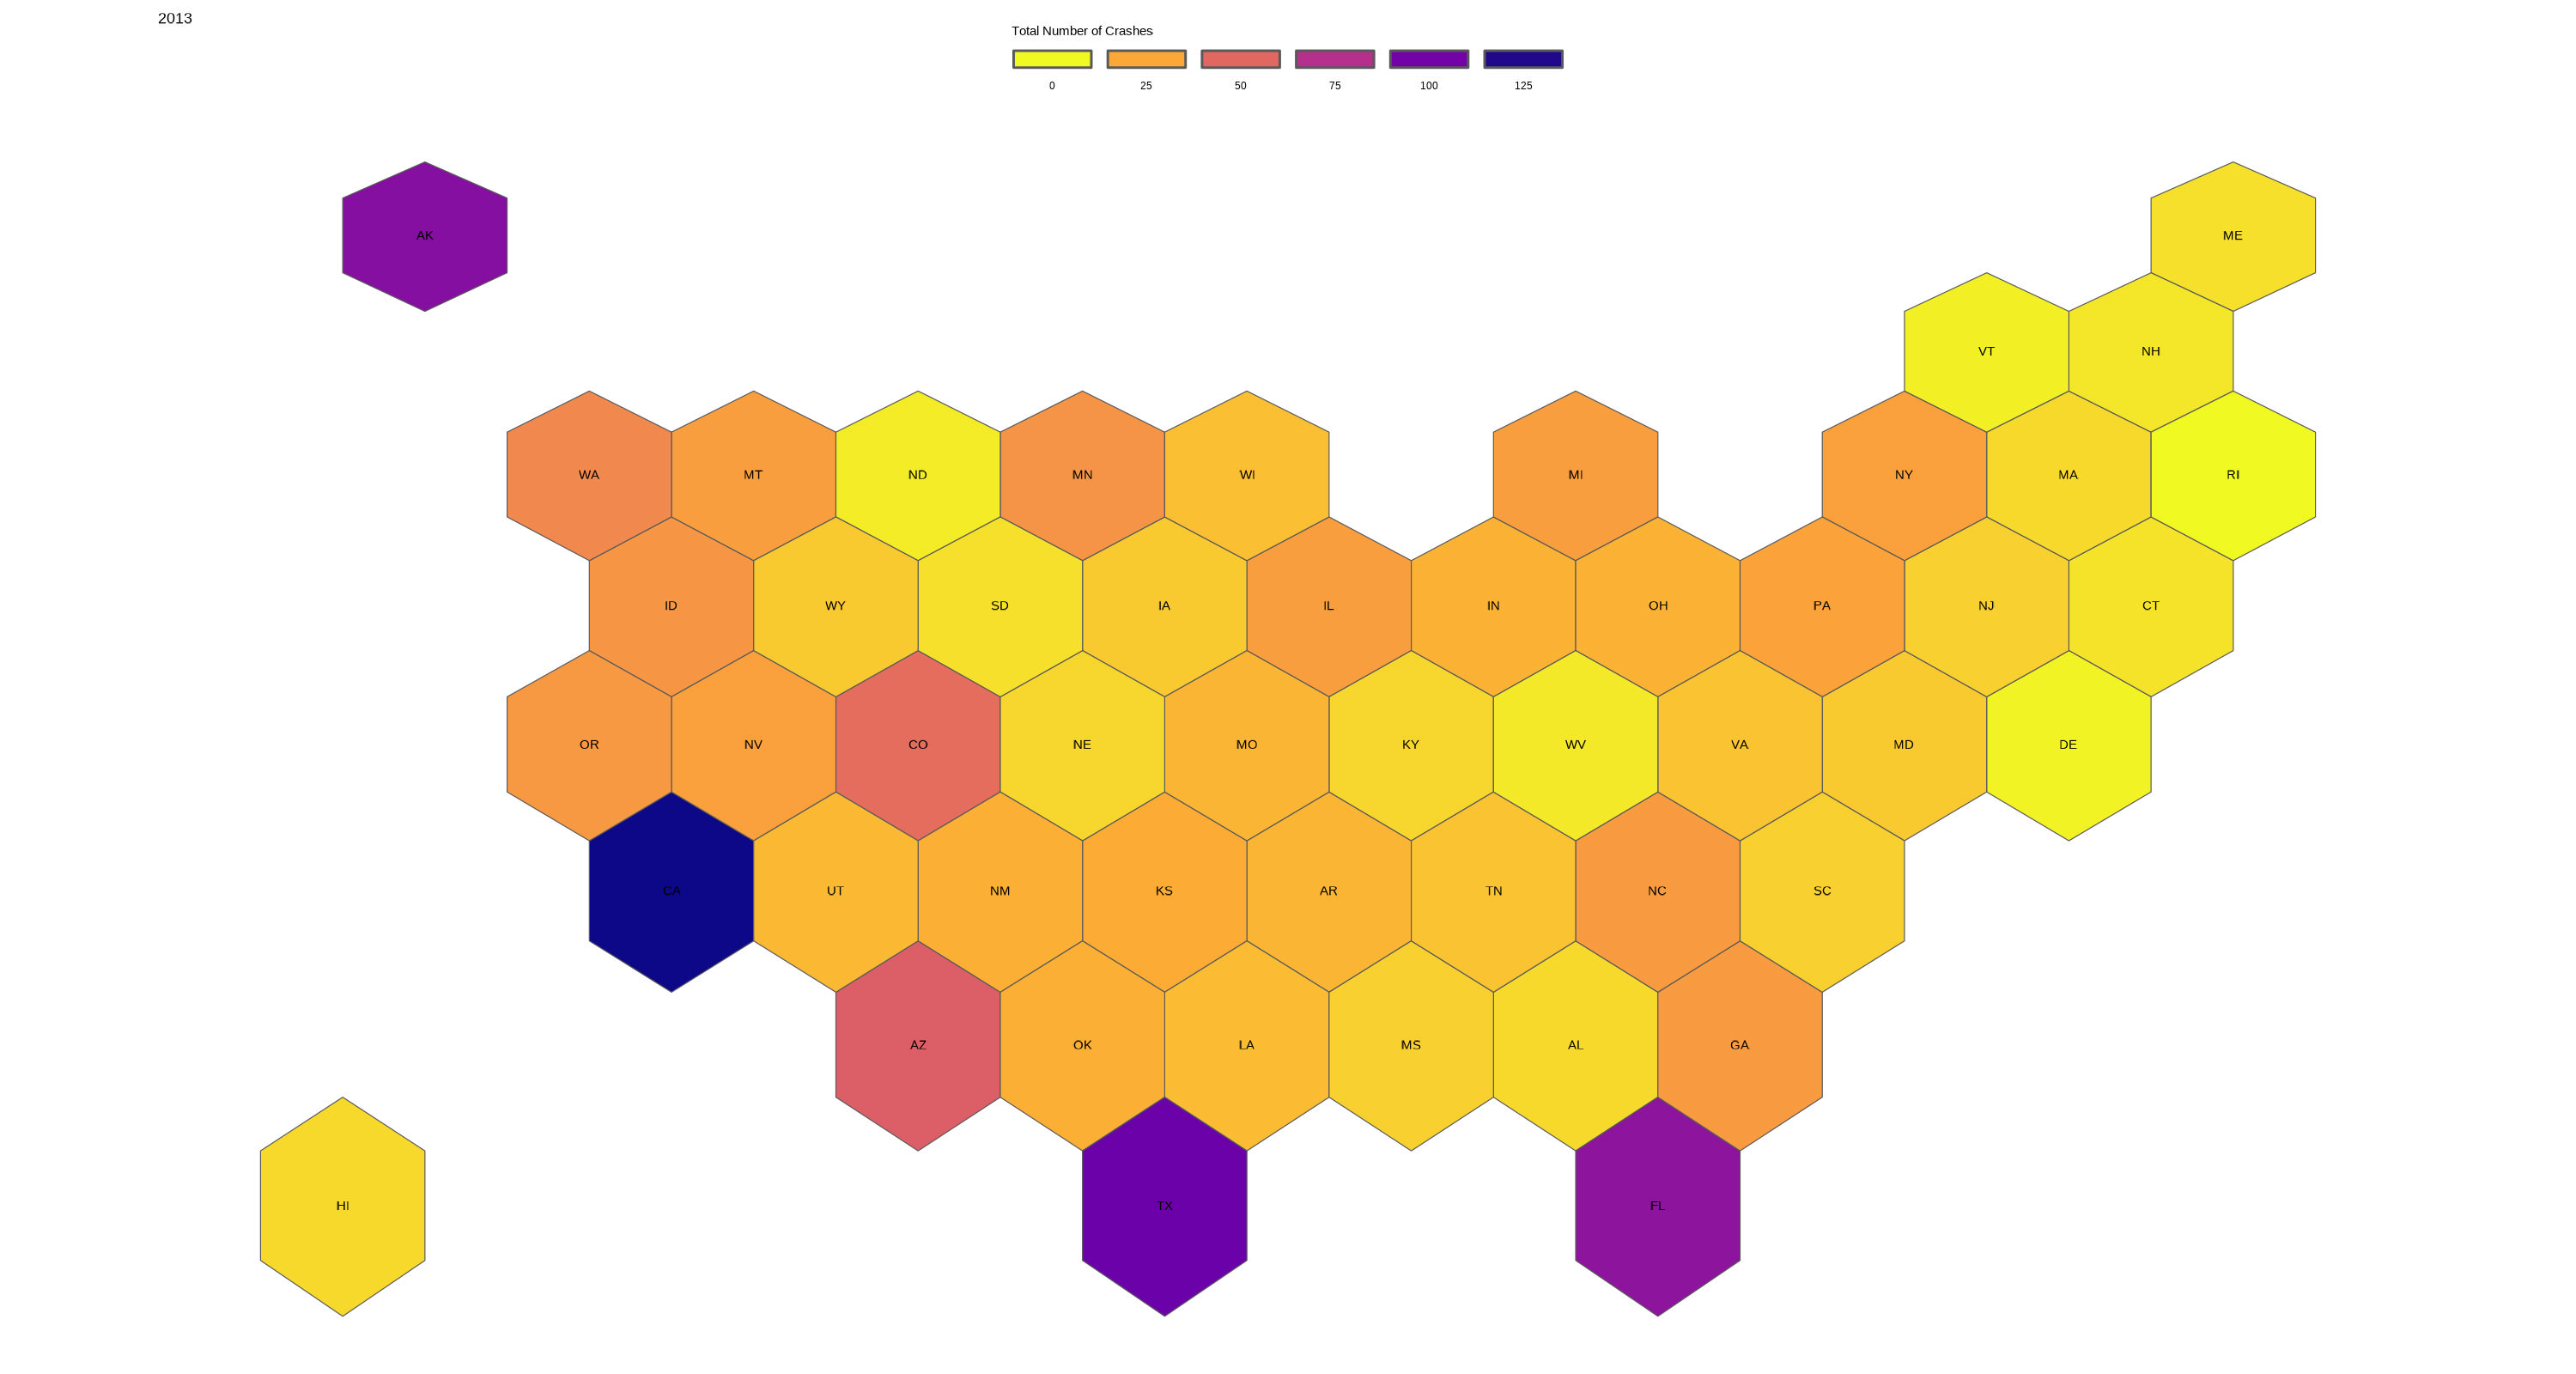 2013
Total Number of Crashes
0 25 50 75 100 125
AK ME
VT NH
WA MT ND MN WI MI NY MA RI
ID WY SD IA IL IN OH PA NJ CT
OR NV CO NE MO KY WV VA MD DE
CA UT NM KS AR TN NC SC
AZ OK LA MS AL GA
HI TX FL